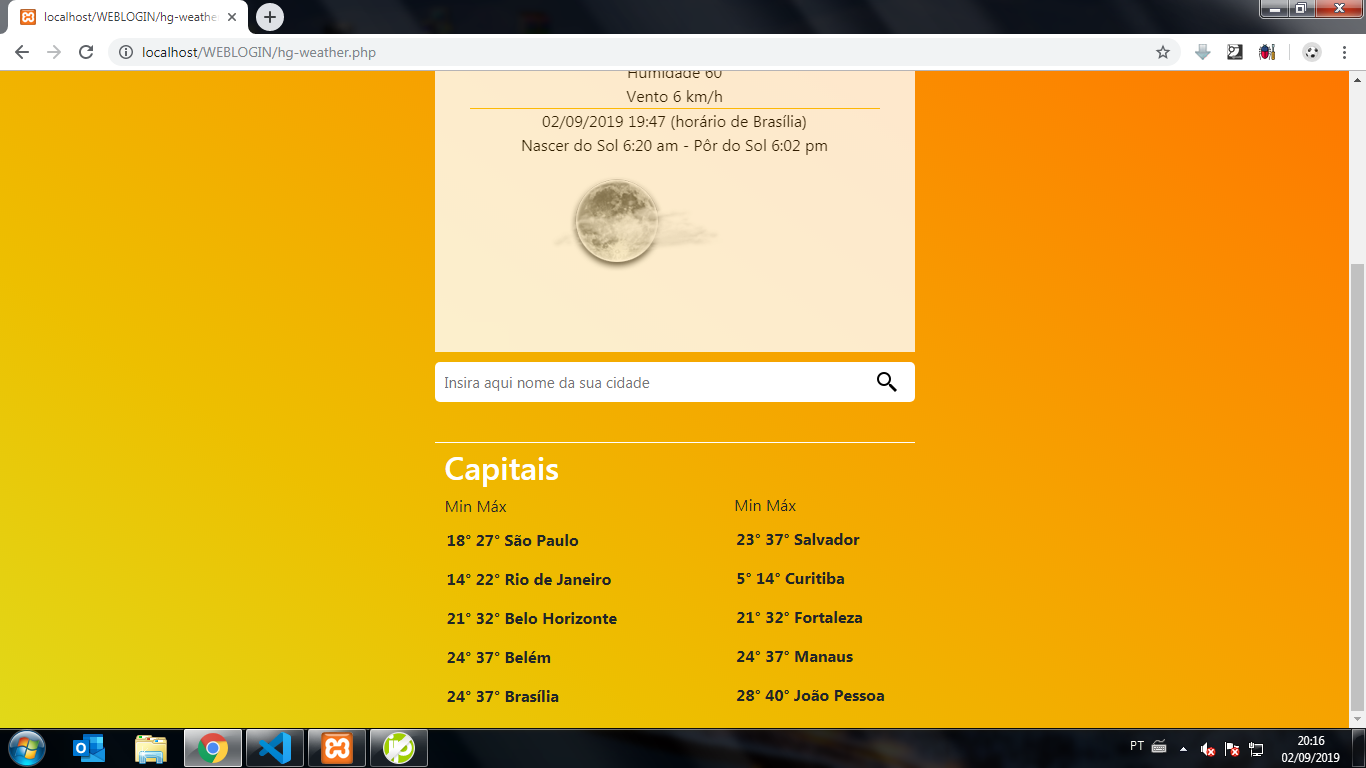 localhost/WEBLOGIN/hg-weathe
localhost/WEBLOGIN/hg-weather.php
Humidade 60
Vento 6 km/h
02/09/2019 19:47 (horário de Brasília)
Nascer do Sol 6:20 am - Pôr do Sol 6:02 pm
Insira aqui nome da sua cidade
Capitais
Min Máx
18° 27° São Paulo
14° 22° Rio de Janeiro
21° 32° Belo Horizonte
24° 37° Belém
24° 37° Brasília
Min Máx
23° 37° Salvador
5° 14° Curitiba
21° 32° Fortaleza
24° 37° Manaus
28° 40° João Pessoa
PT
20:16
02/09/2019